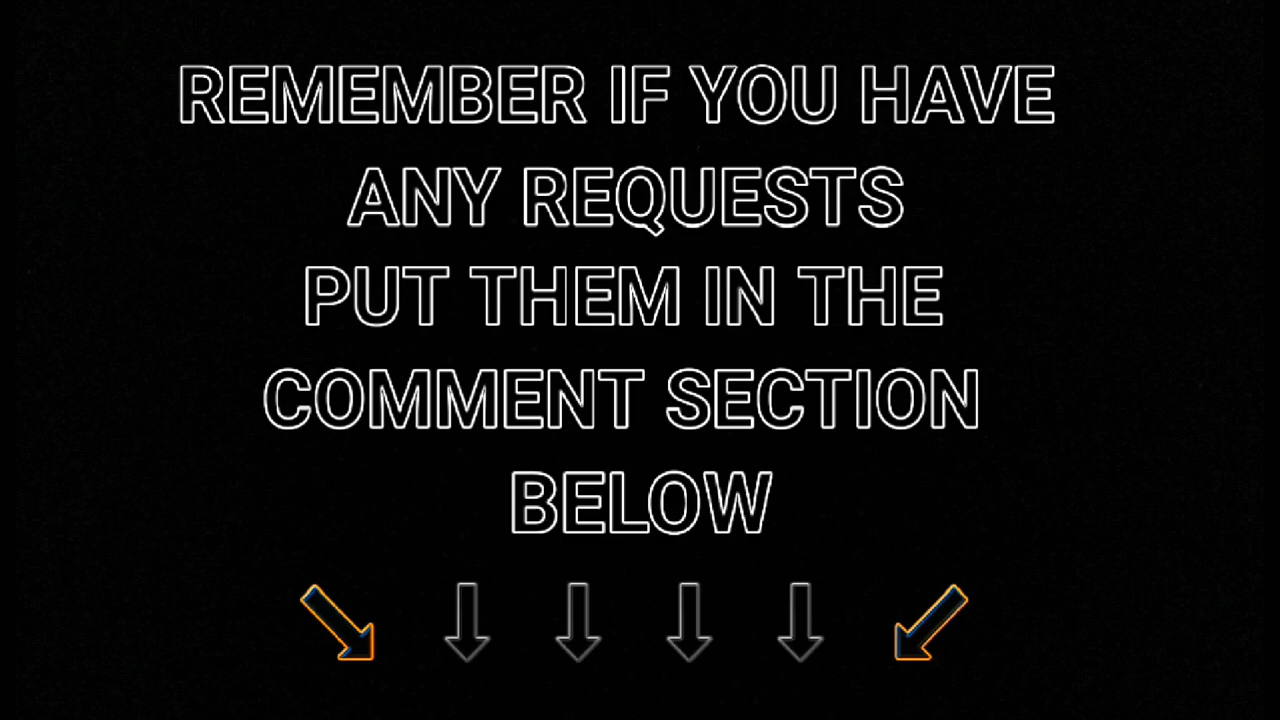 REMEMBER IF YOU HAVE
ANY REQUESTS
PUT THEM IN THE
COMMENT SECTION
BELOW